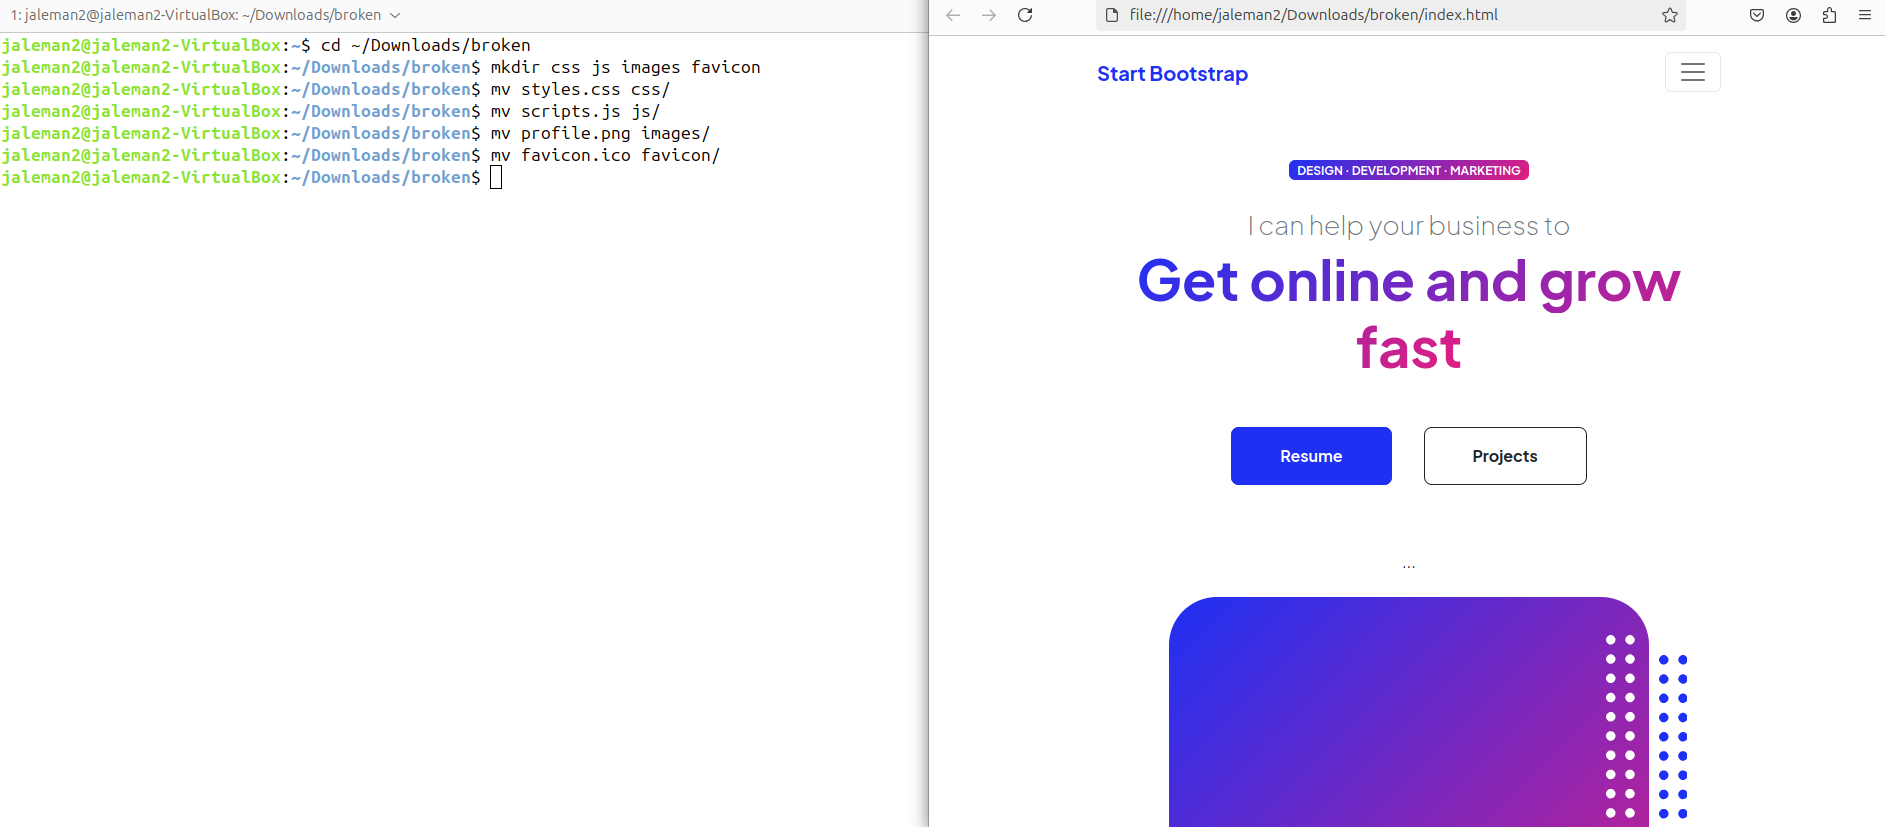 1: jaleman2@jaleman2-VirtualBox: ~/Downloads/broken
jaleman2@jaleman2-VirtualBox:~$ cd ~/Downloads/broken
jaleman2@jaleman2-VirtualBox:~/Downloads/broken$ mkdir css js images favicon
jaleman2@jaleman2-VirtualBox:~/Downloads/broken$ mv styles.css css/
jaleman2@jaleman2-VirtualBox:~/Downloads/broken$ mv scripts.js js/
jaleman2@jaleman2-VirtualBox:~/Downloads/broken$ mv profile.png images/
jaleman2@jaleman2-VirtualBox:~/Downloads/broken$ mv favicon.ico favicon/
jaleman2@jaleman2-VirtualBox:~/Downloads/broken$
file:///home/jaleman2/Downloads/broken/index.html
Start Bootstrap
DESIGN · DEVELOPMENT · MARKETING
I can help your business to
Get online and grow
fast
Resume
Projects
...